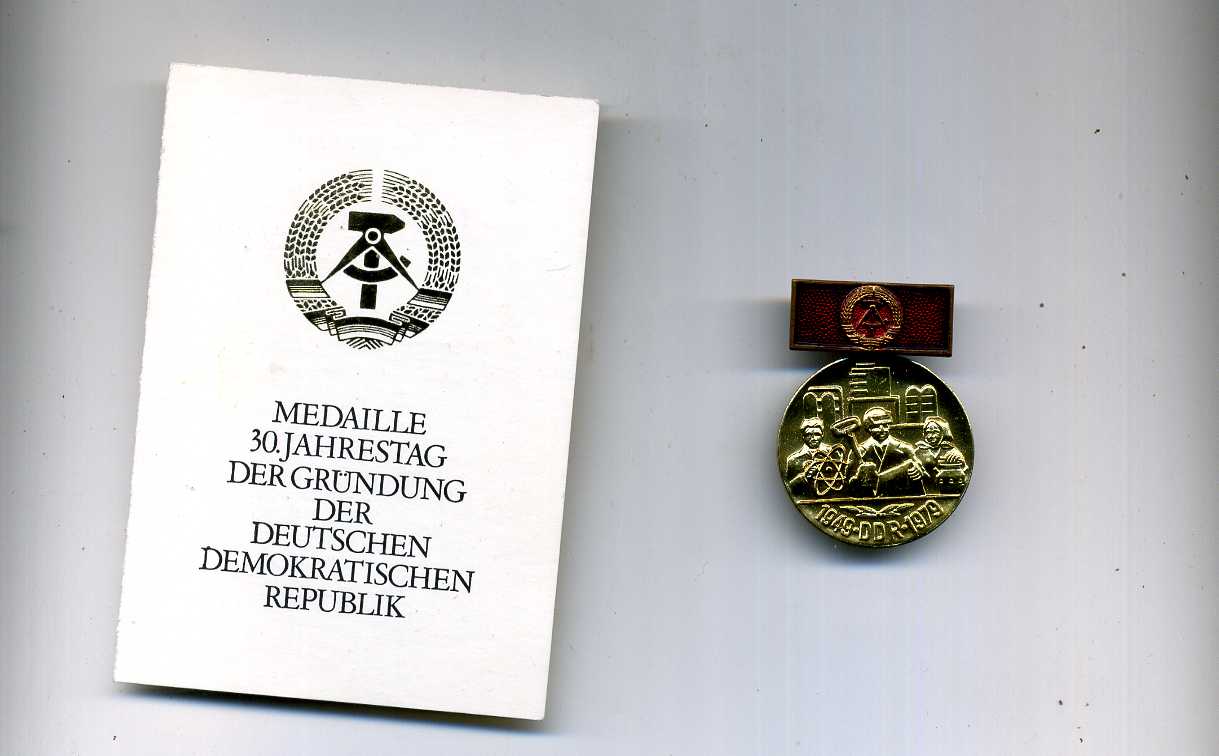 MEDAILLE
30. JAHRESTAG
DER GRÜNDUNG
DER
DEUTSCHEN
DEMOKRATISCHEN
REPUBLIK
1949·DDR·1979